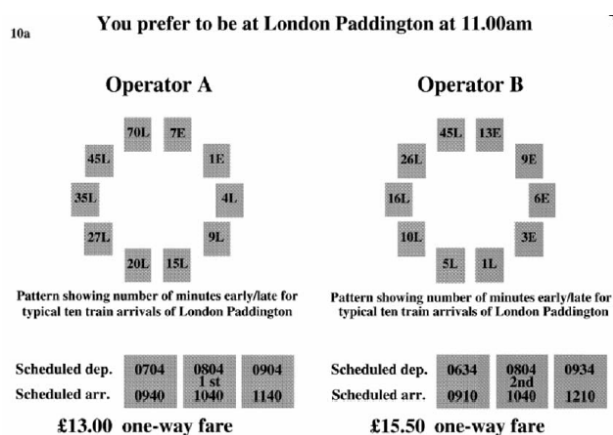 10a You prefer to be at London Paddington at 11.00am
Operator A
70L 7E
45L 1E
35L 4L
27L 9L
20L 15L
Pattern showing number of minutes early/late for
typical ten train arrivals of London Paddington
Scheduled dep. 0704 0804 0904
1 st
Scheduled arr. 0940 1040 1140
£13.00 one-way fare
Operator B
45L 13E
26L 9E
16L 6E
10L 3E
5L 1L
Pattern showing number of minutes early/late for
typical ten train arrivals of London Paddington
Scheduled dep. 0634 0804 0934
2nd
Scheduled arr. 0910 1040 1210
£15.50 one-way fare